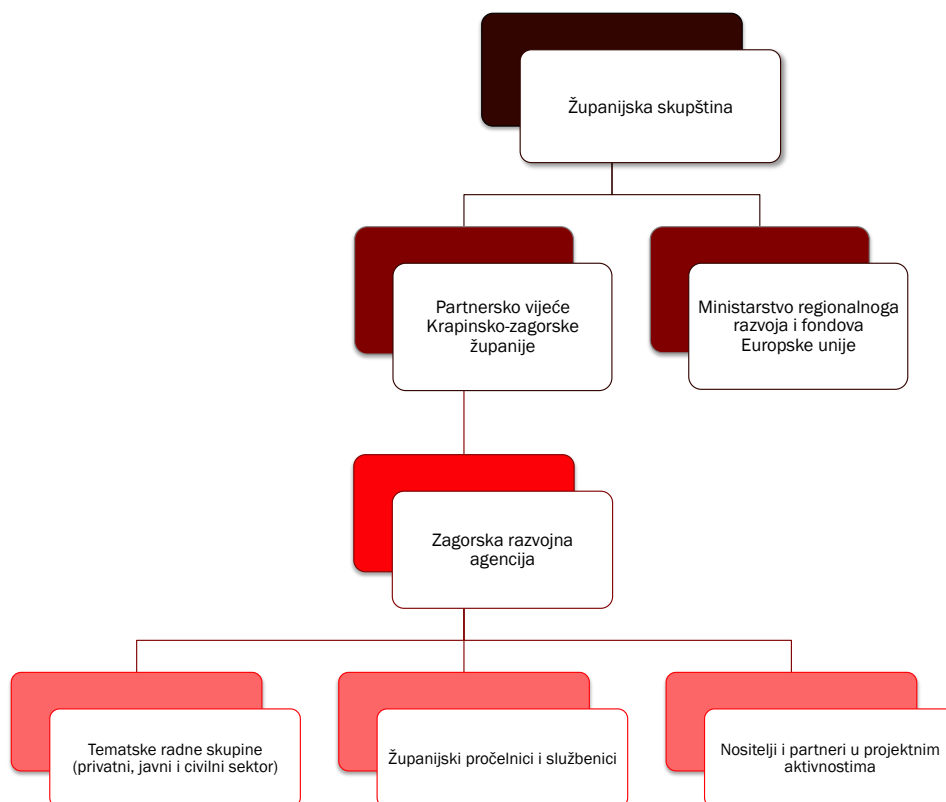 Županijska skupština
Partnersko vijeće
Krapinsko-zagorske
županije
Ministarstvo regionalnoga
razvoja i fondova
Europske unije
Zagorska razvojna
agencija
Tematske radne skupine
(privatni, javni i civilni sektor)
Županijski pročelnici i službenici
Nositelji i partneri u projektnim
aktivnostima